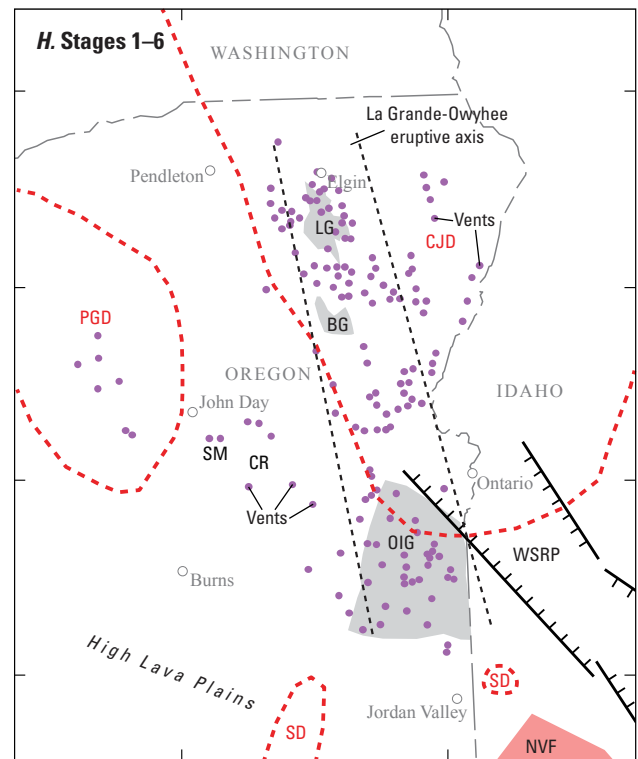 H. Stages 1–6
WASHINGTON
La Grande-Owyhee
eruptive axis
Pendleton
Elgin
Vents
LG
CJD
PGD
BG
OREGON
IDAHO
John Day
SM
CR
Ontario
Vents
OIG
WSRP
Burns
High Lava Plains
SD
Jordan Valley
SD
NVF